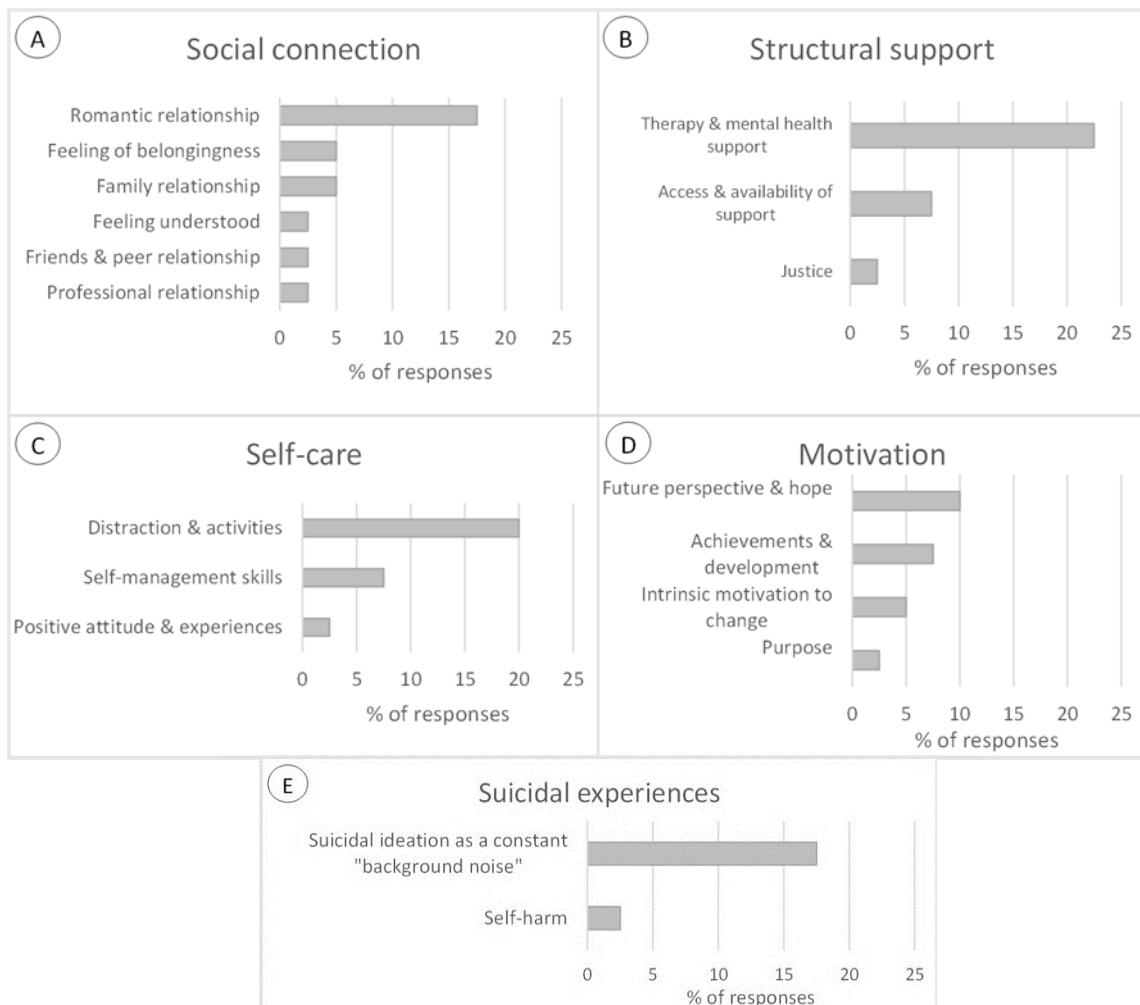 A
Social connection
Romantic relationship
Feeling of belongingness
Family relationship
Feeling understood
Friends & peer relationship
Professional relationship
0 5 10 15 20 25
% of responses
B
Structural support
Therapy & mental health
support
Access & availability of
support
Justice
0 5 10 15 20 25
% of responses
C
Self-care
Distraction & activities
Self-management skills
Positive attitude & experiences
0 5 10 15 20 25
% of responses
D
Motivation
Future perspective & hope
Achievements &
development
Intrinsic motivation to
change
Purpose
0 5 10 15 20 25
% of responses
E
Suicidal experiences
Suicidal ideation as a constant
"background noise"
Self-harm
0 5 10 15 20 25
% of responses